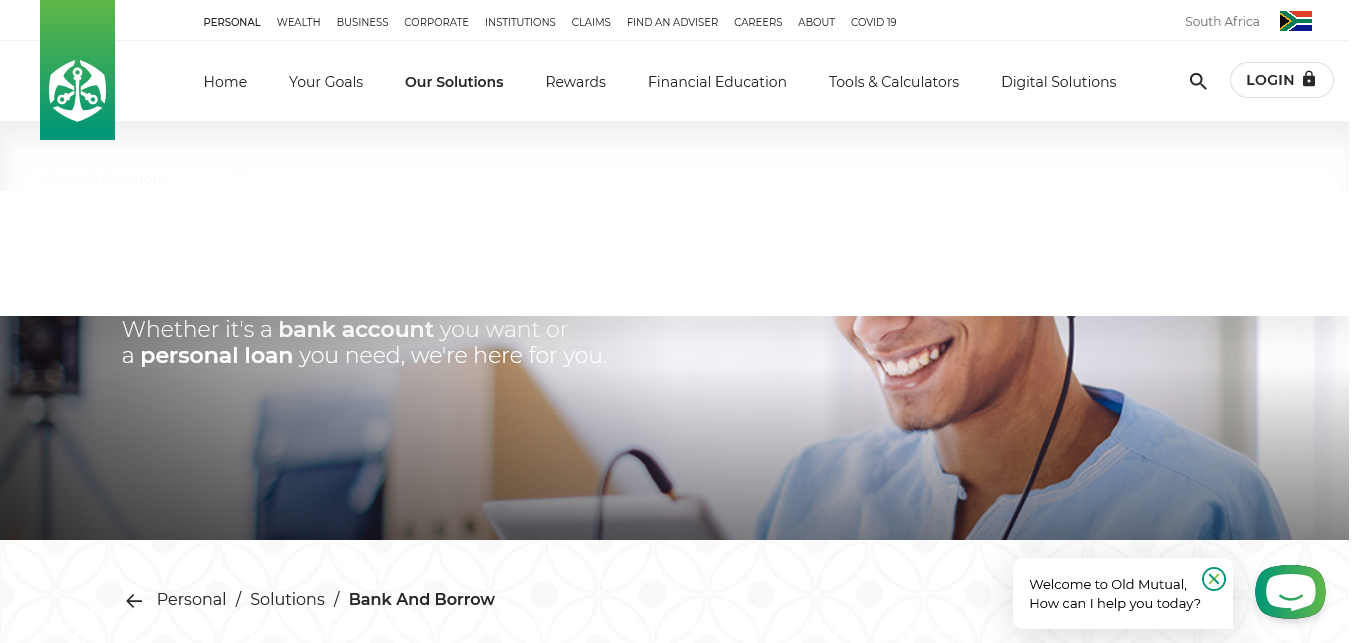 PERSONAL WEALTH BUSINESS CORPORATE INSTITUTIONS CLAIMS FIND AN ADVISER CAREERS ABOUT COVID 19 South Africa
Home Your Goals Our Solutions Rewards Financial Education Tools & Calculators Digital Solutions LOGIN
View All Solutions
Whether it's a bank account you want or
a personal loan you need, we're here for you.
Welcome to Old Mutual,
How can I help you today?
Personal / Solutions / Bank And Borrow